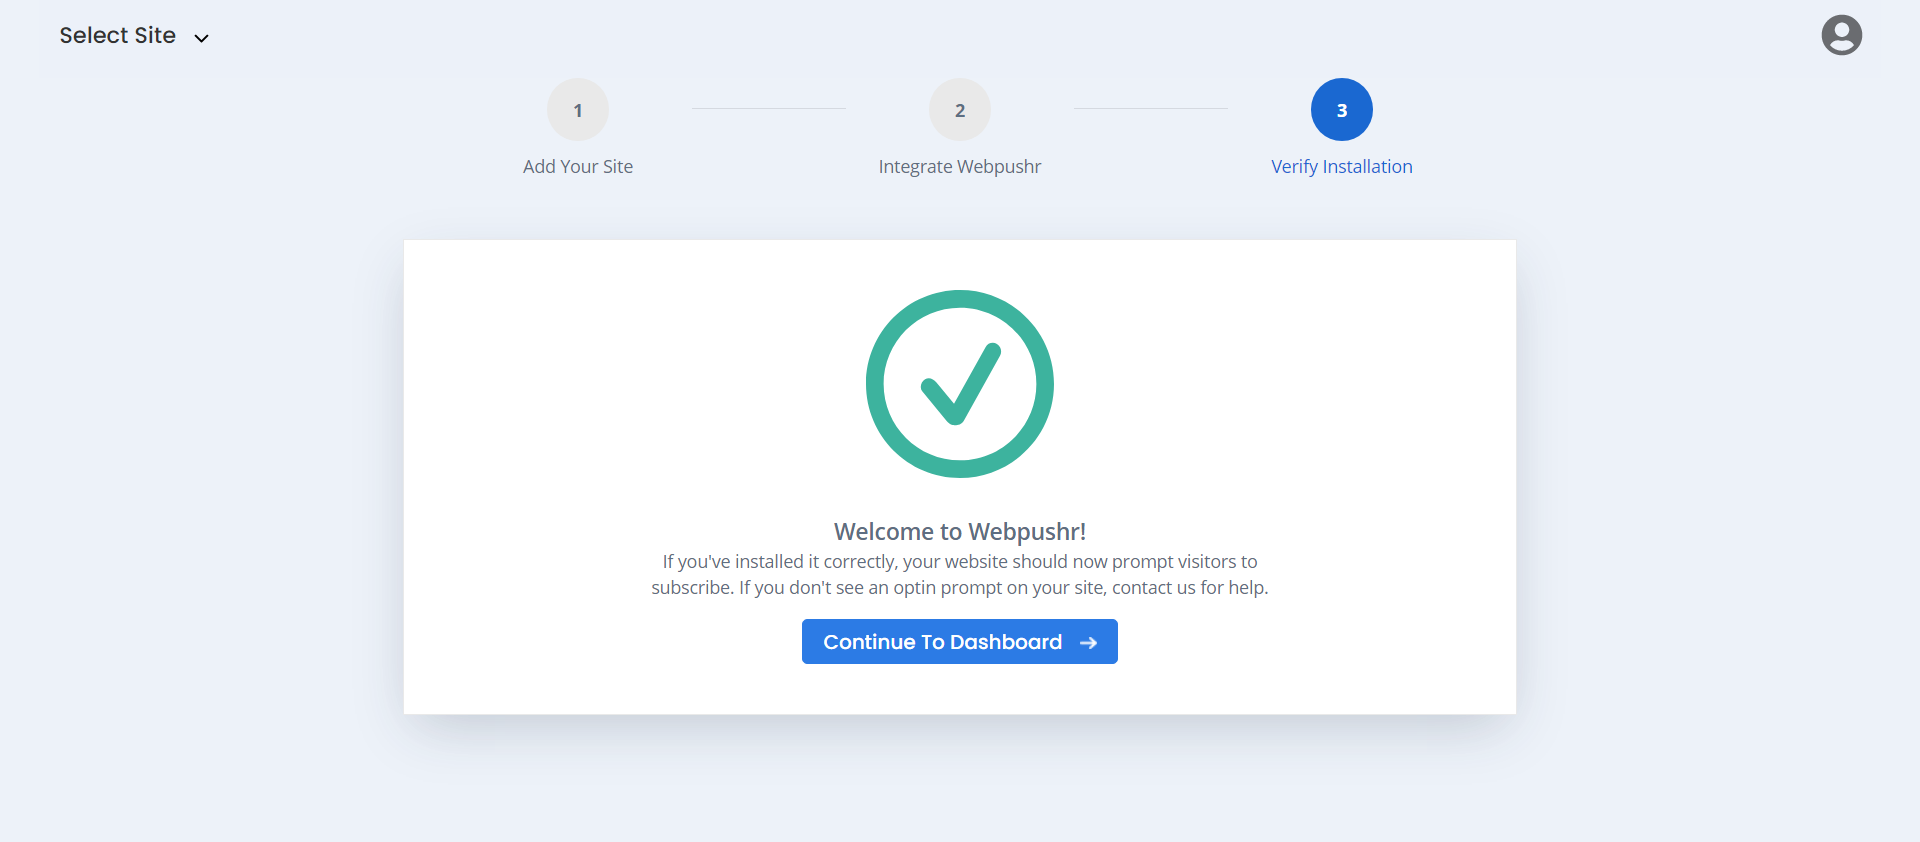 Select Site
1
2
3
Add Your Site
Integrate Webpushr
Verify Installation
Welcome to Webpushr!
If you've installed it correctly, your website should now prompt visitors to
subscribe. If you don't see an optin prompt on your site, contact us for help.
Continue To Dashboard →